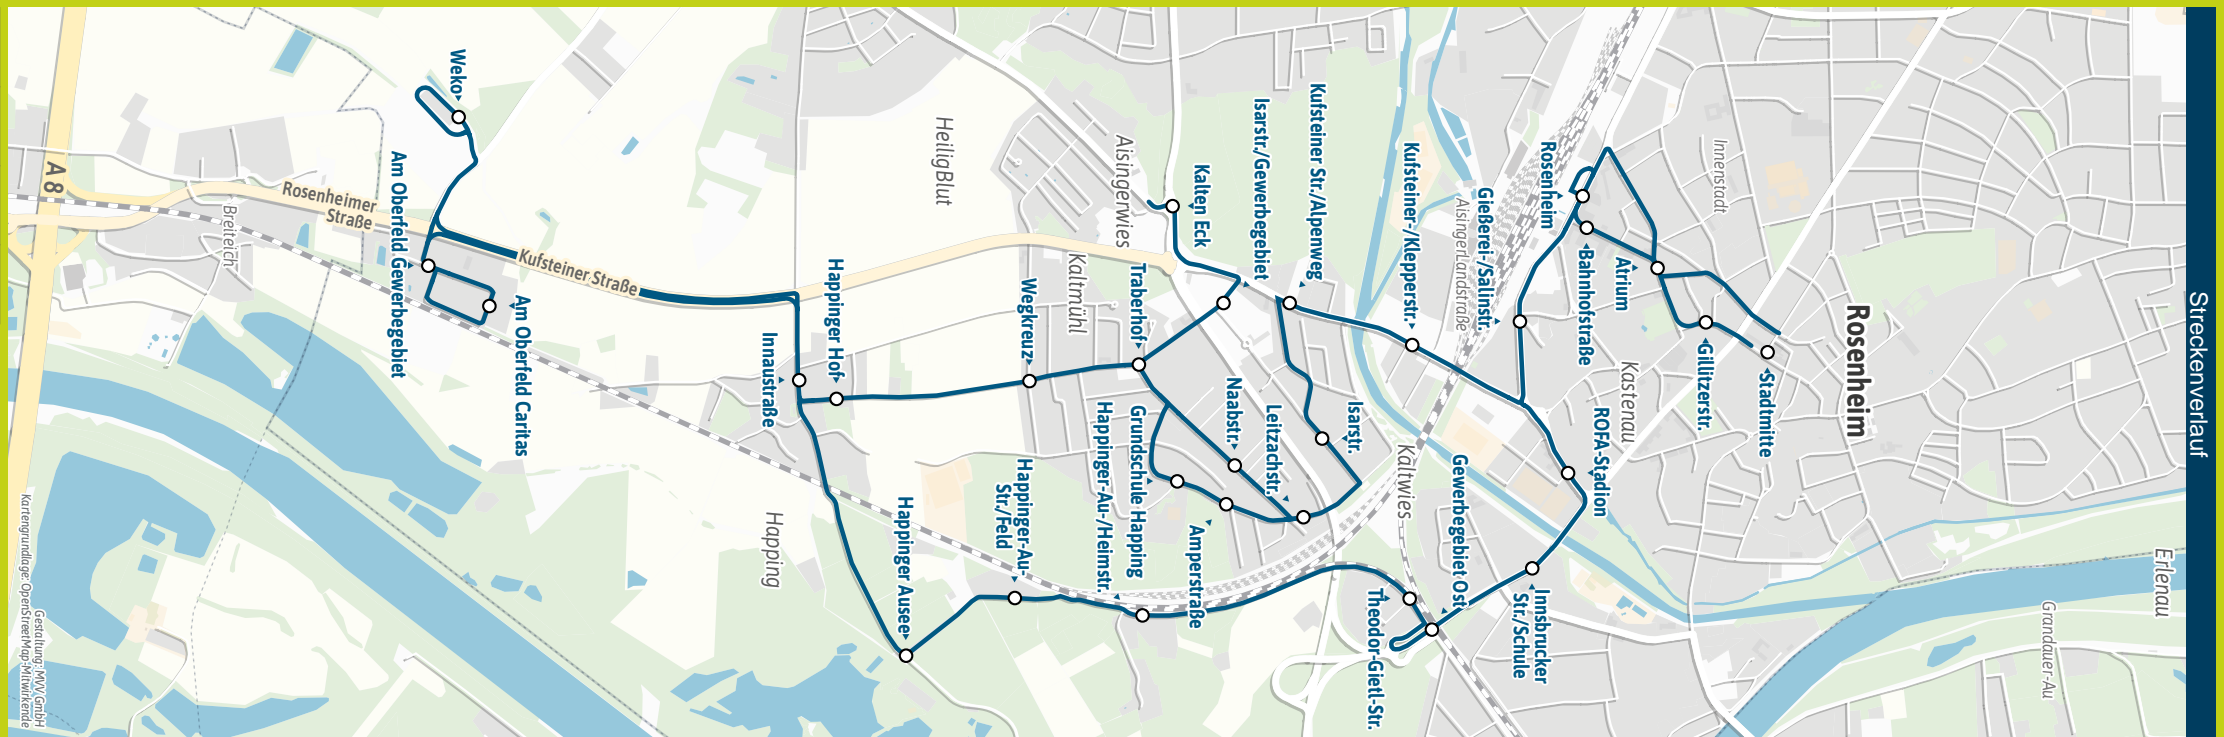 Streckenverlauf
Rosenheim
Erlenau
Grandauer-Au
Innenstadt
Kastenau
Stadtmitte
Gillitzerstr.
Atrium
Bahnhofstraße
Rosenheim
ROFA-Stadion
Innsbrucker
Str./Schule
Gießerei-/Salinstr.
AisingerLandstraße
Kufsteiner-/Klepperstr.
Gewerbegebiet Ost
Kaltwies
Theodor-Gietl-Str.
Isarstr.
Kufsteiner Str./Alpenweg
Isarstr./Gewerbegebiet
Leitzachstr.
Naabstr.
Kalten Eck
Amperstraße
Traberhof
Grundschule Happing
Happinger-Au-/Heimstr.
Aisingerwies
Kaltmühl
Wegkreuz
Happinger-Au-
Str./Feld
HeiligBlut
Happinger Ausee
Happinger Hof
Innaustraße
Happing
Kufsteiner Straße
Am Oberfeld Caritas
Weko
Am Oberfeld Gewerbegebiet
Rosenheimer
Straße
Breiteich
A 8
Gestaltung: MVV GmbH
Kartengrundlage: OpenStreetMap-Mitwirkende